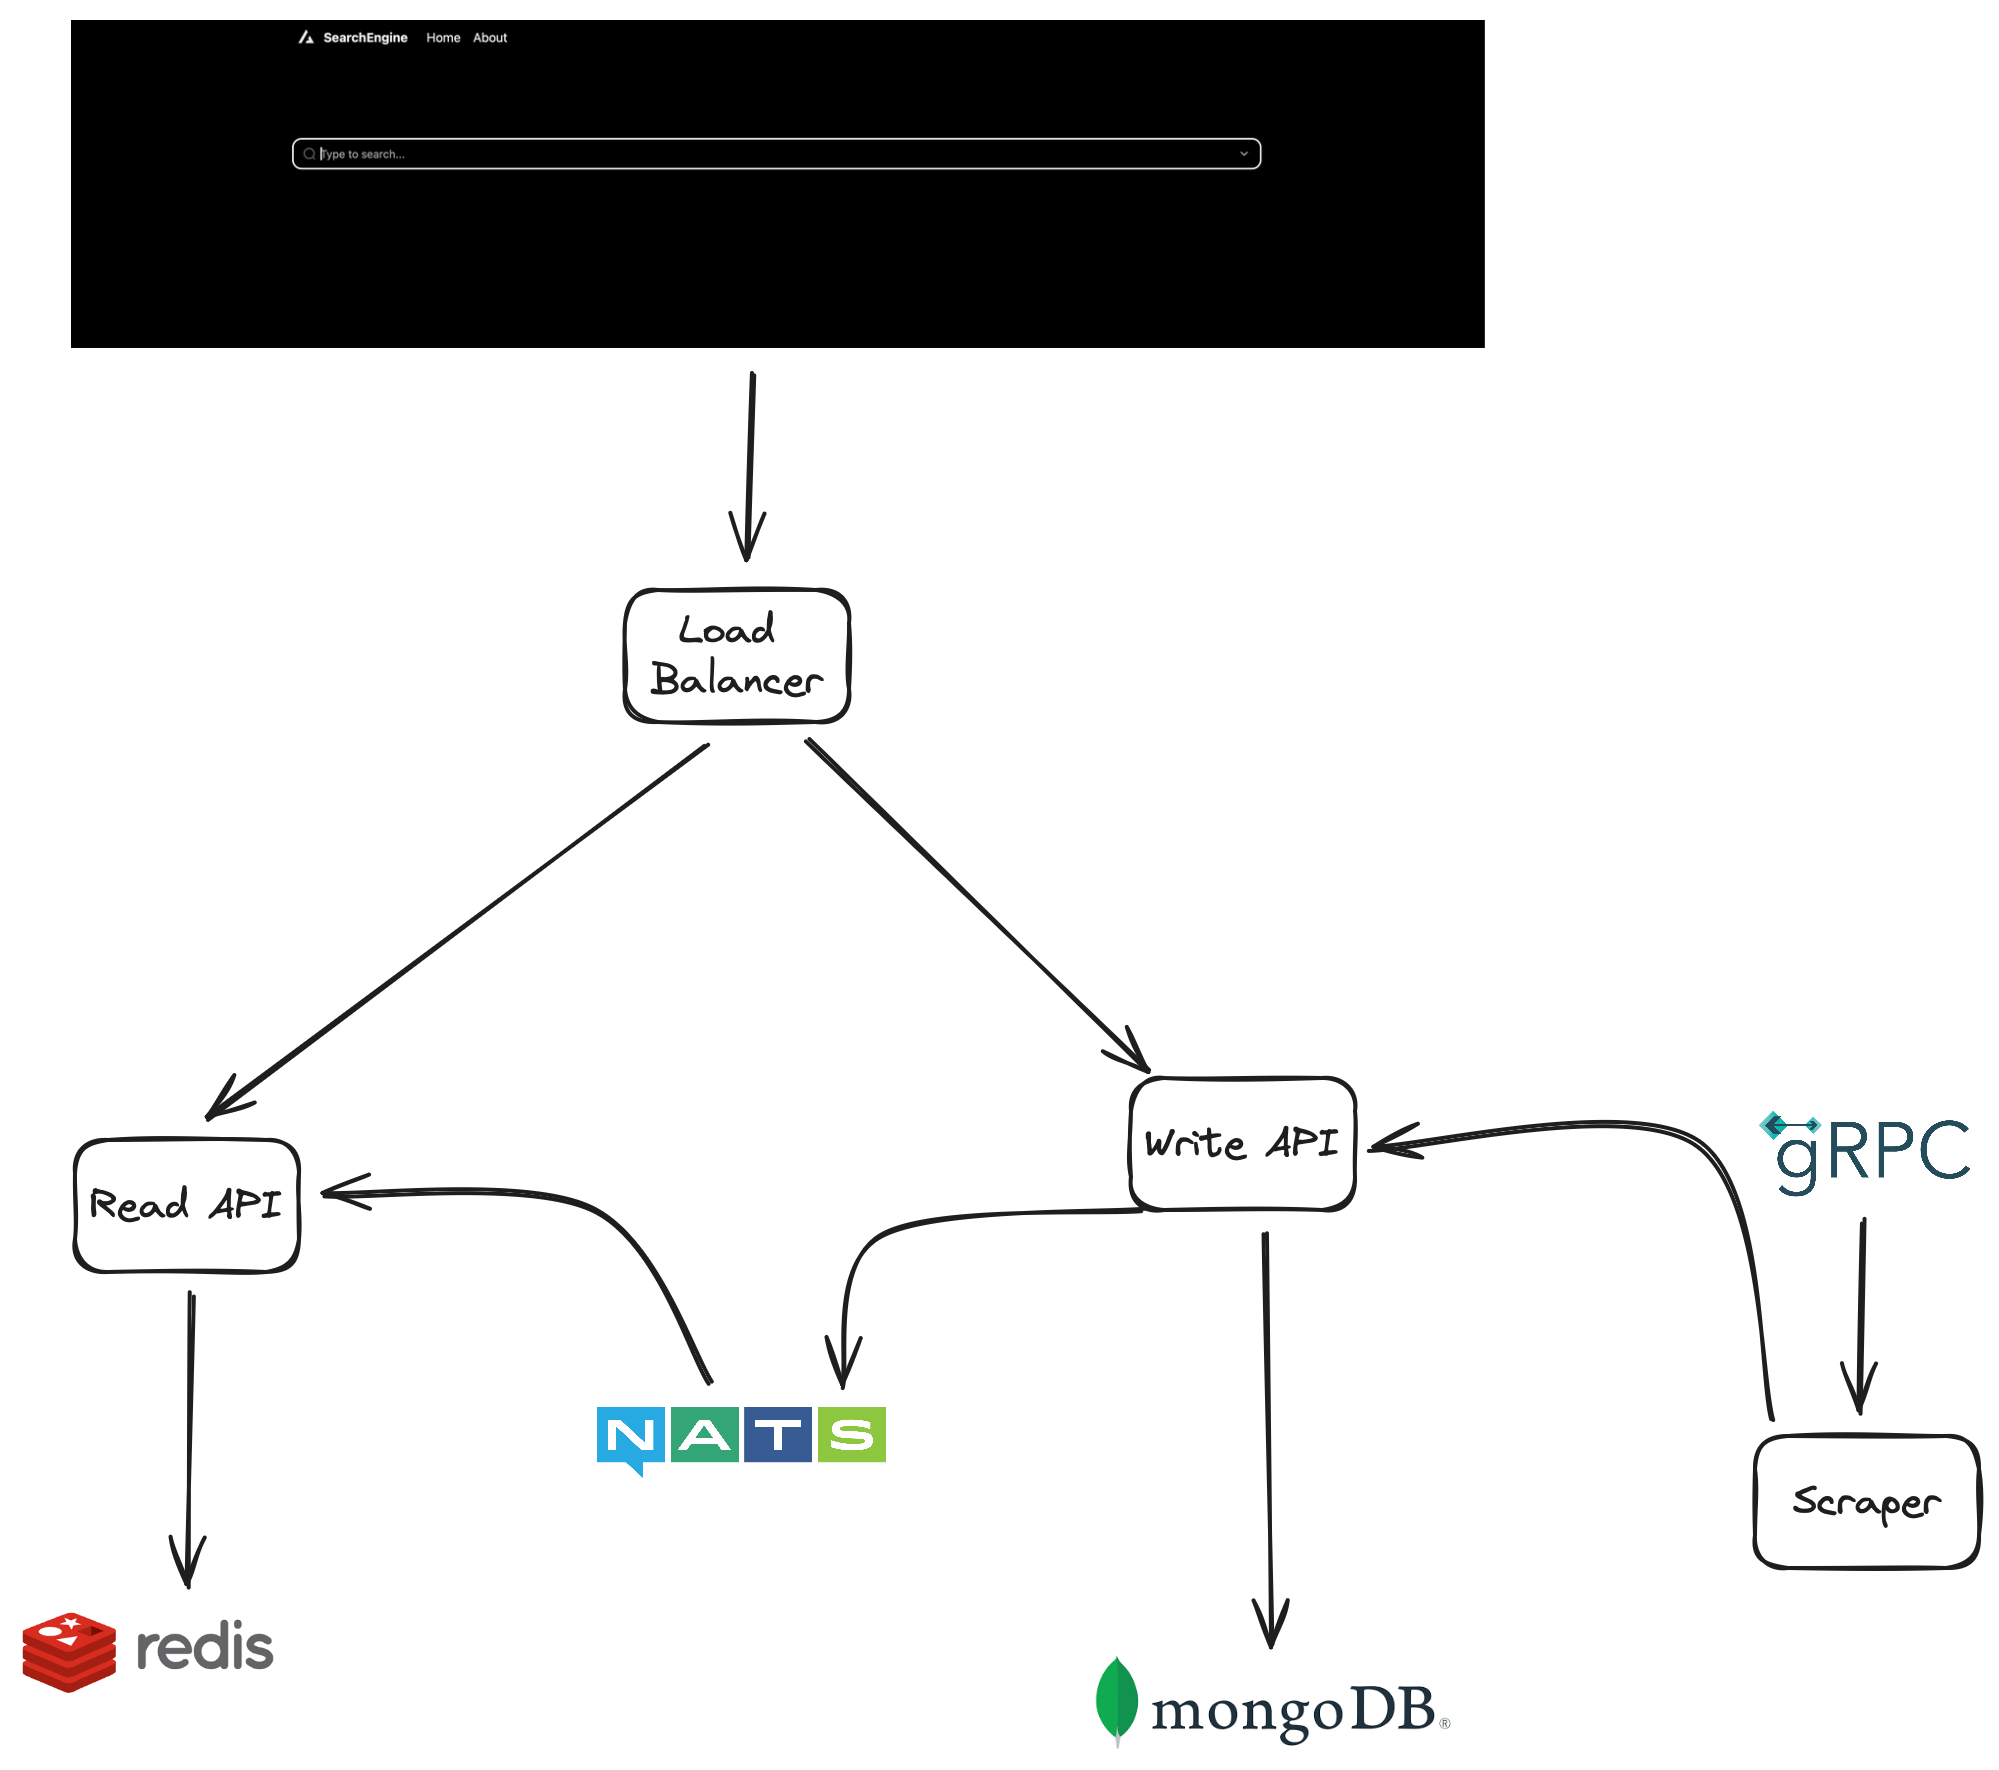 SearchEngine Home About
Type to search...
Load
Balancer
Read API
Write API
gRPC
NATS
Scraper
redis
mongoDB®